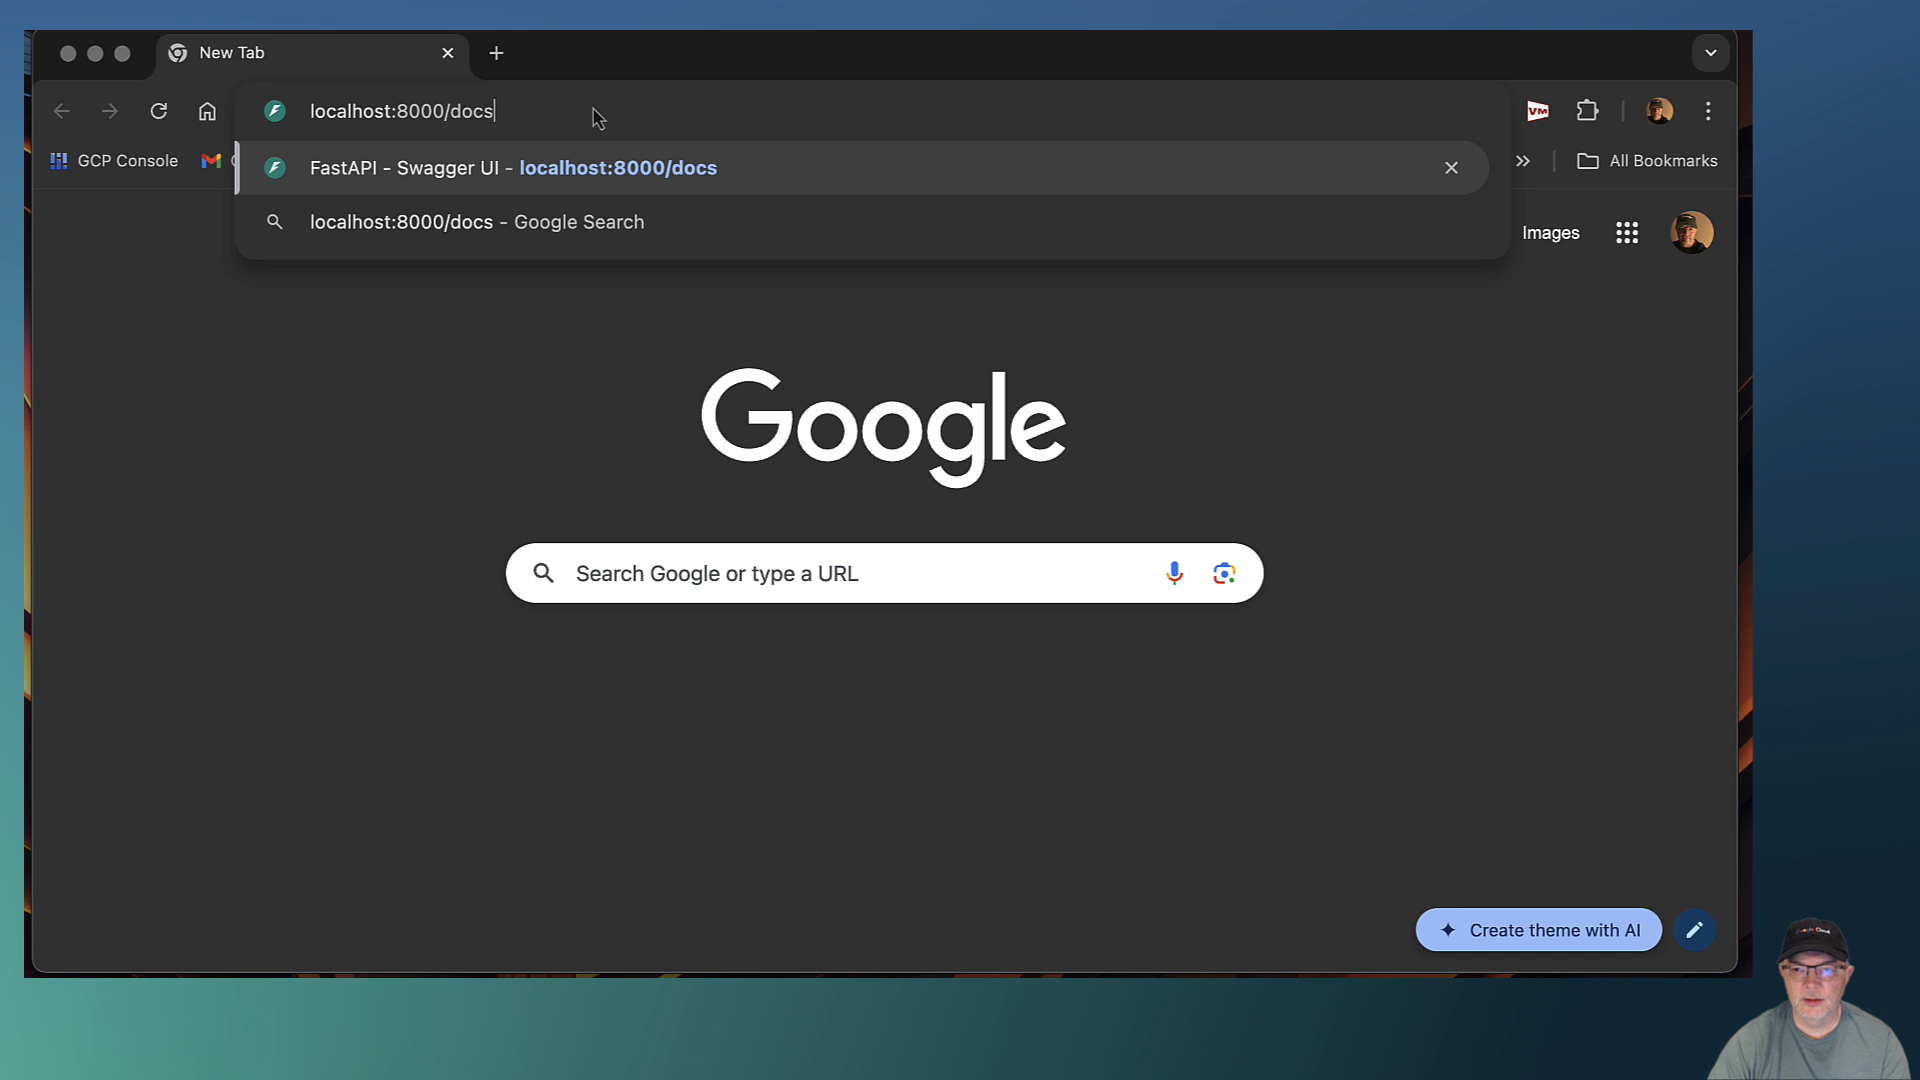 New Tab
localhost:8000/docs
VM
GCP Console
FastAPI - Swagger UI - localhost:8000/docs
All Bookmarks
localhost:8000/docs - Google Search
Images
Google
Search Google or type a URL
Create theme with AI